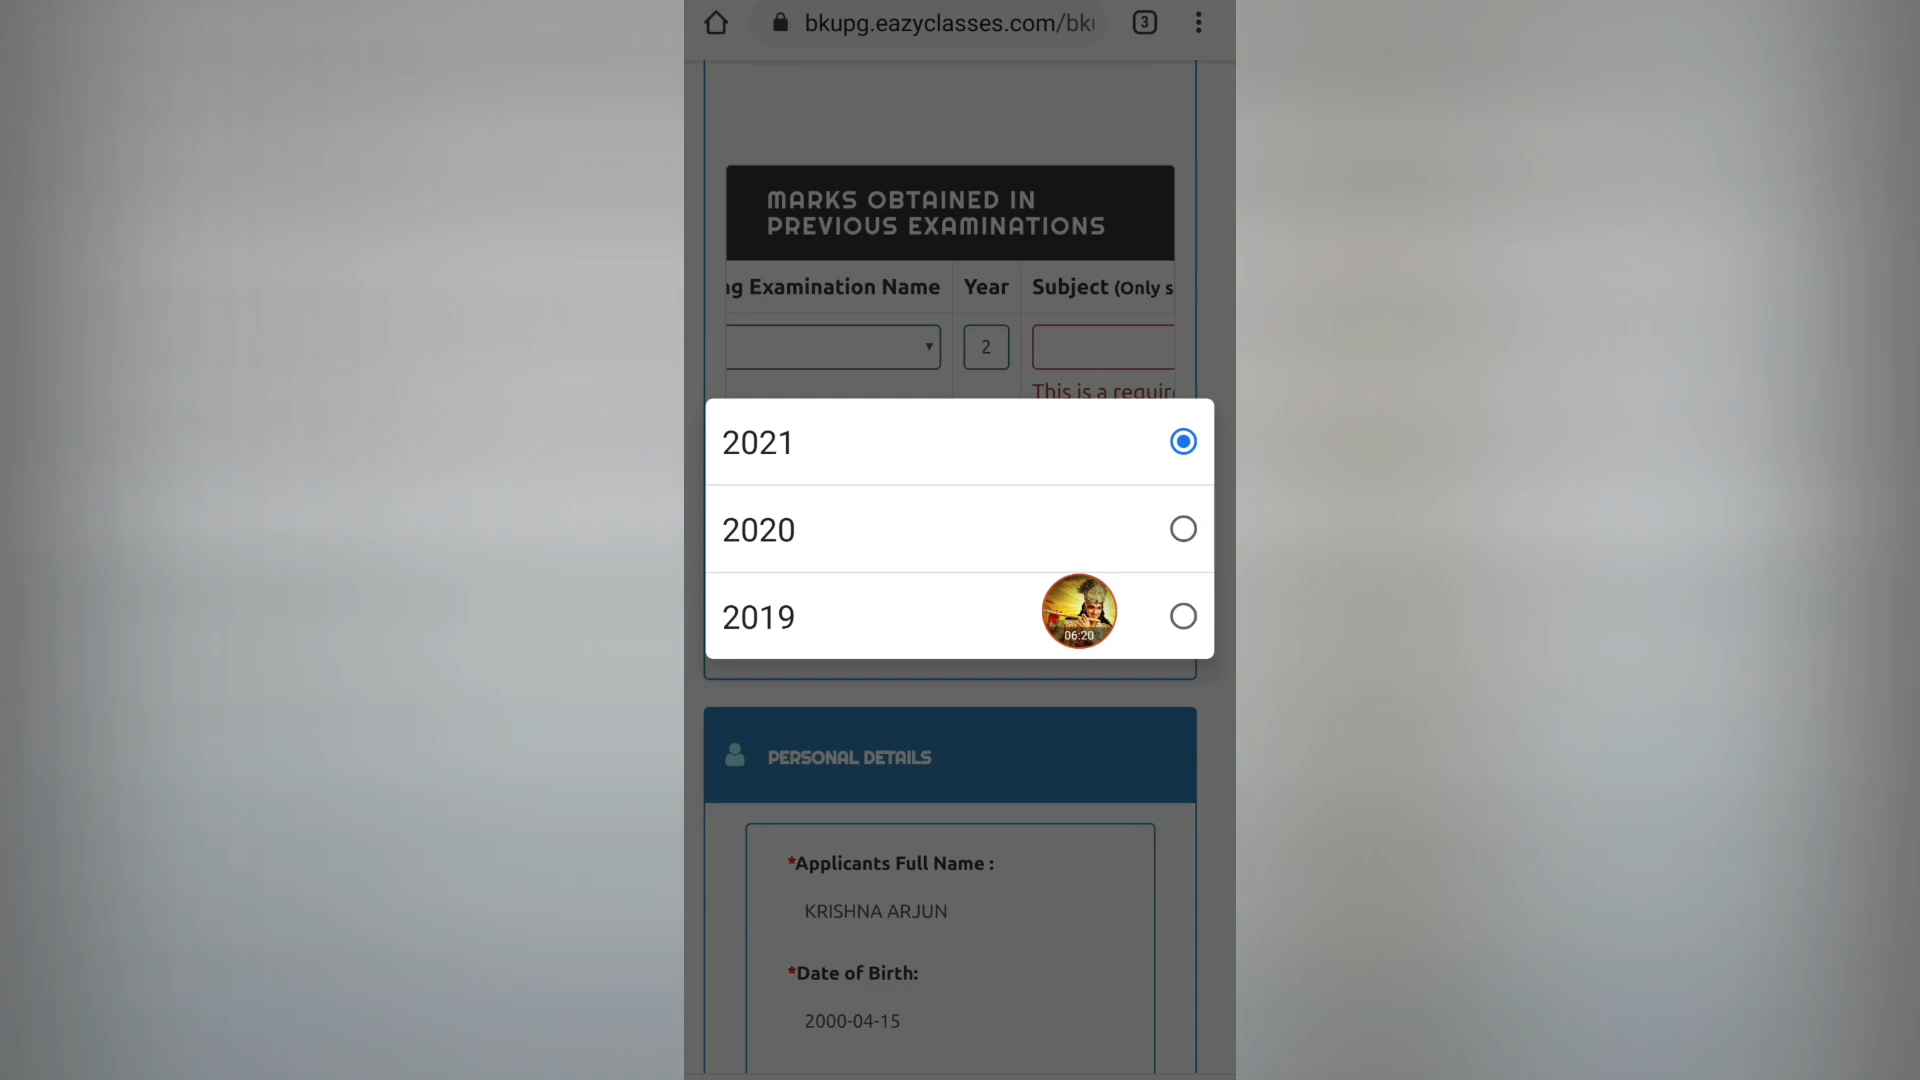 bkupg.eazyclasses.com/bk
3
MARKS OBTAINED IN
PREVIOUS EXAMINATIONS
g Examination Name
Year
Subject (Only s
2
This is a requir
2021
2020
2019
06:20
PERSONAL DETAILS
*Applicants Full Name :
KRISHNA ARJUN
*Date of Birth:
2000-04-15